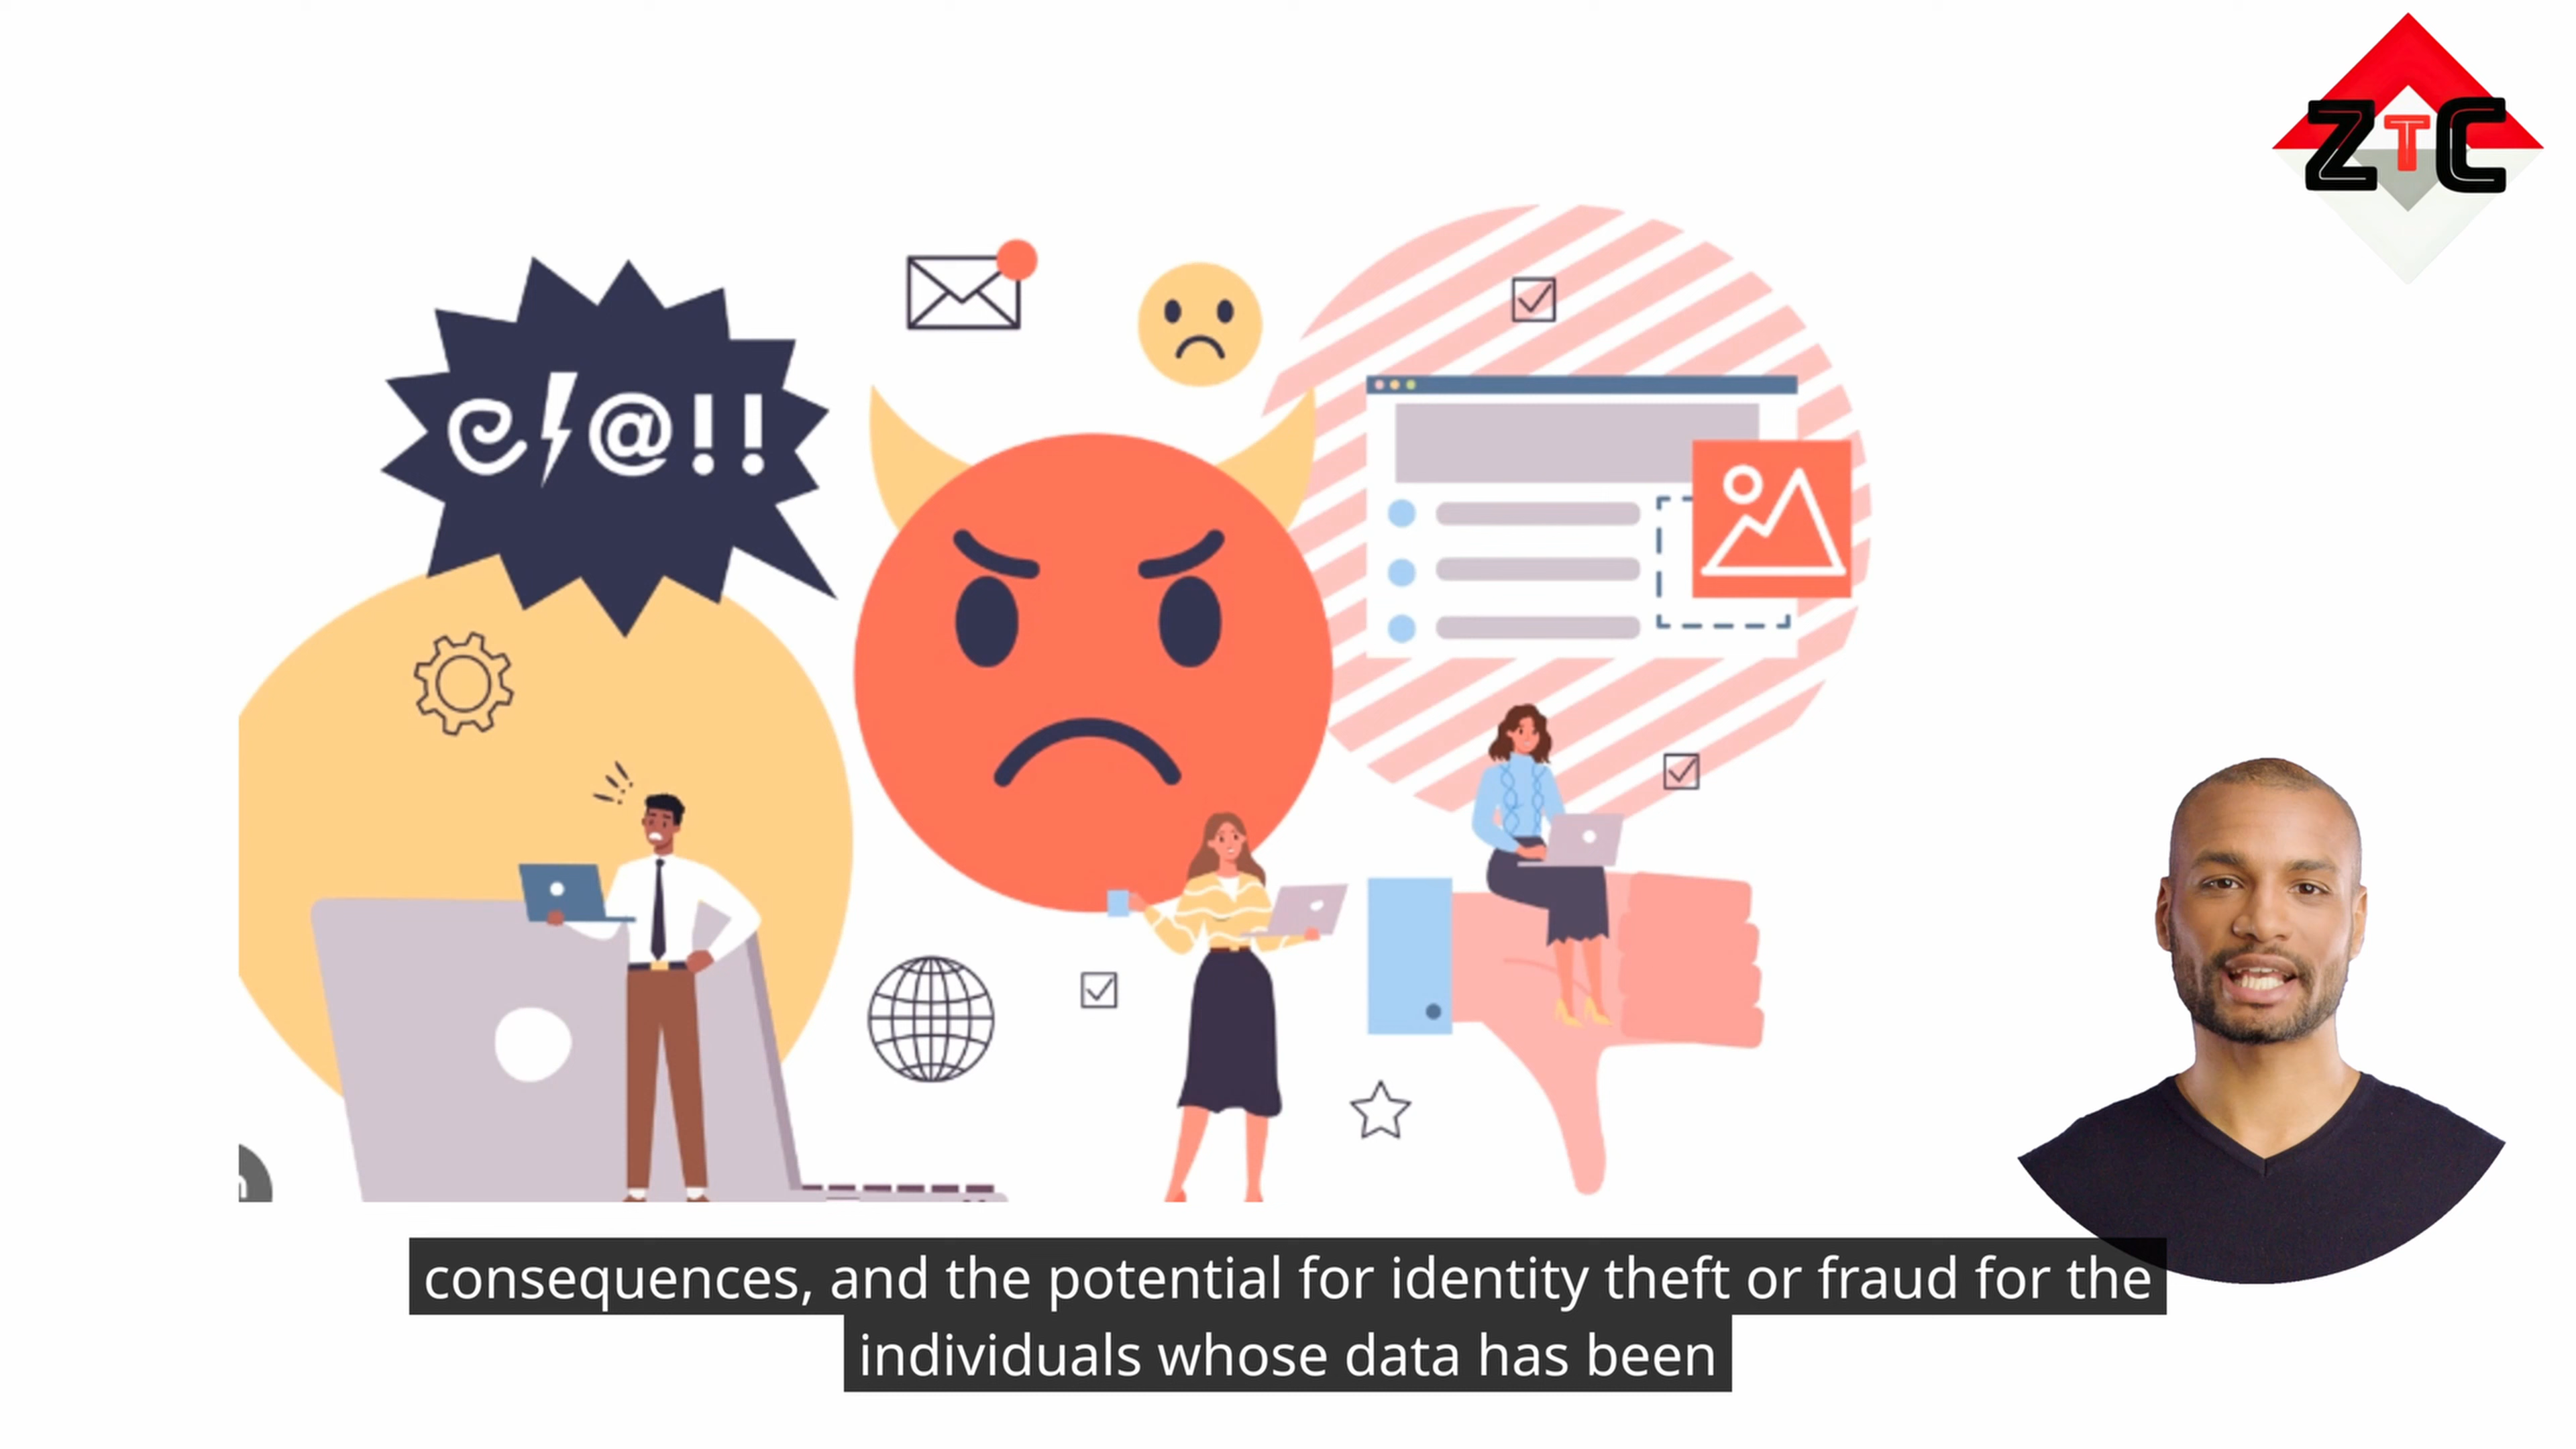 ZTC
e @!!
consequences, and the potential for identity theft or fraud for the
individuals whose data has been